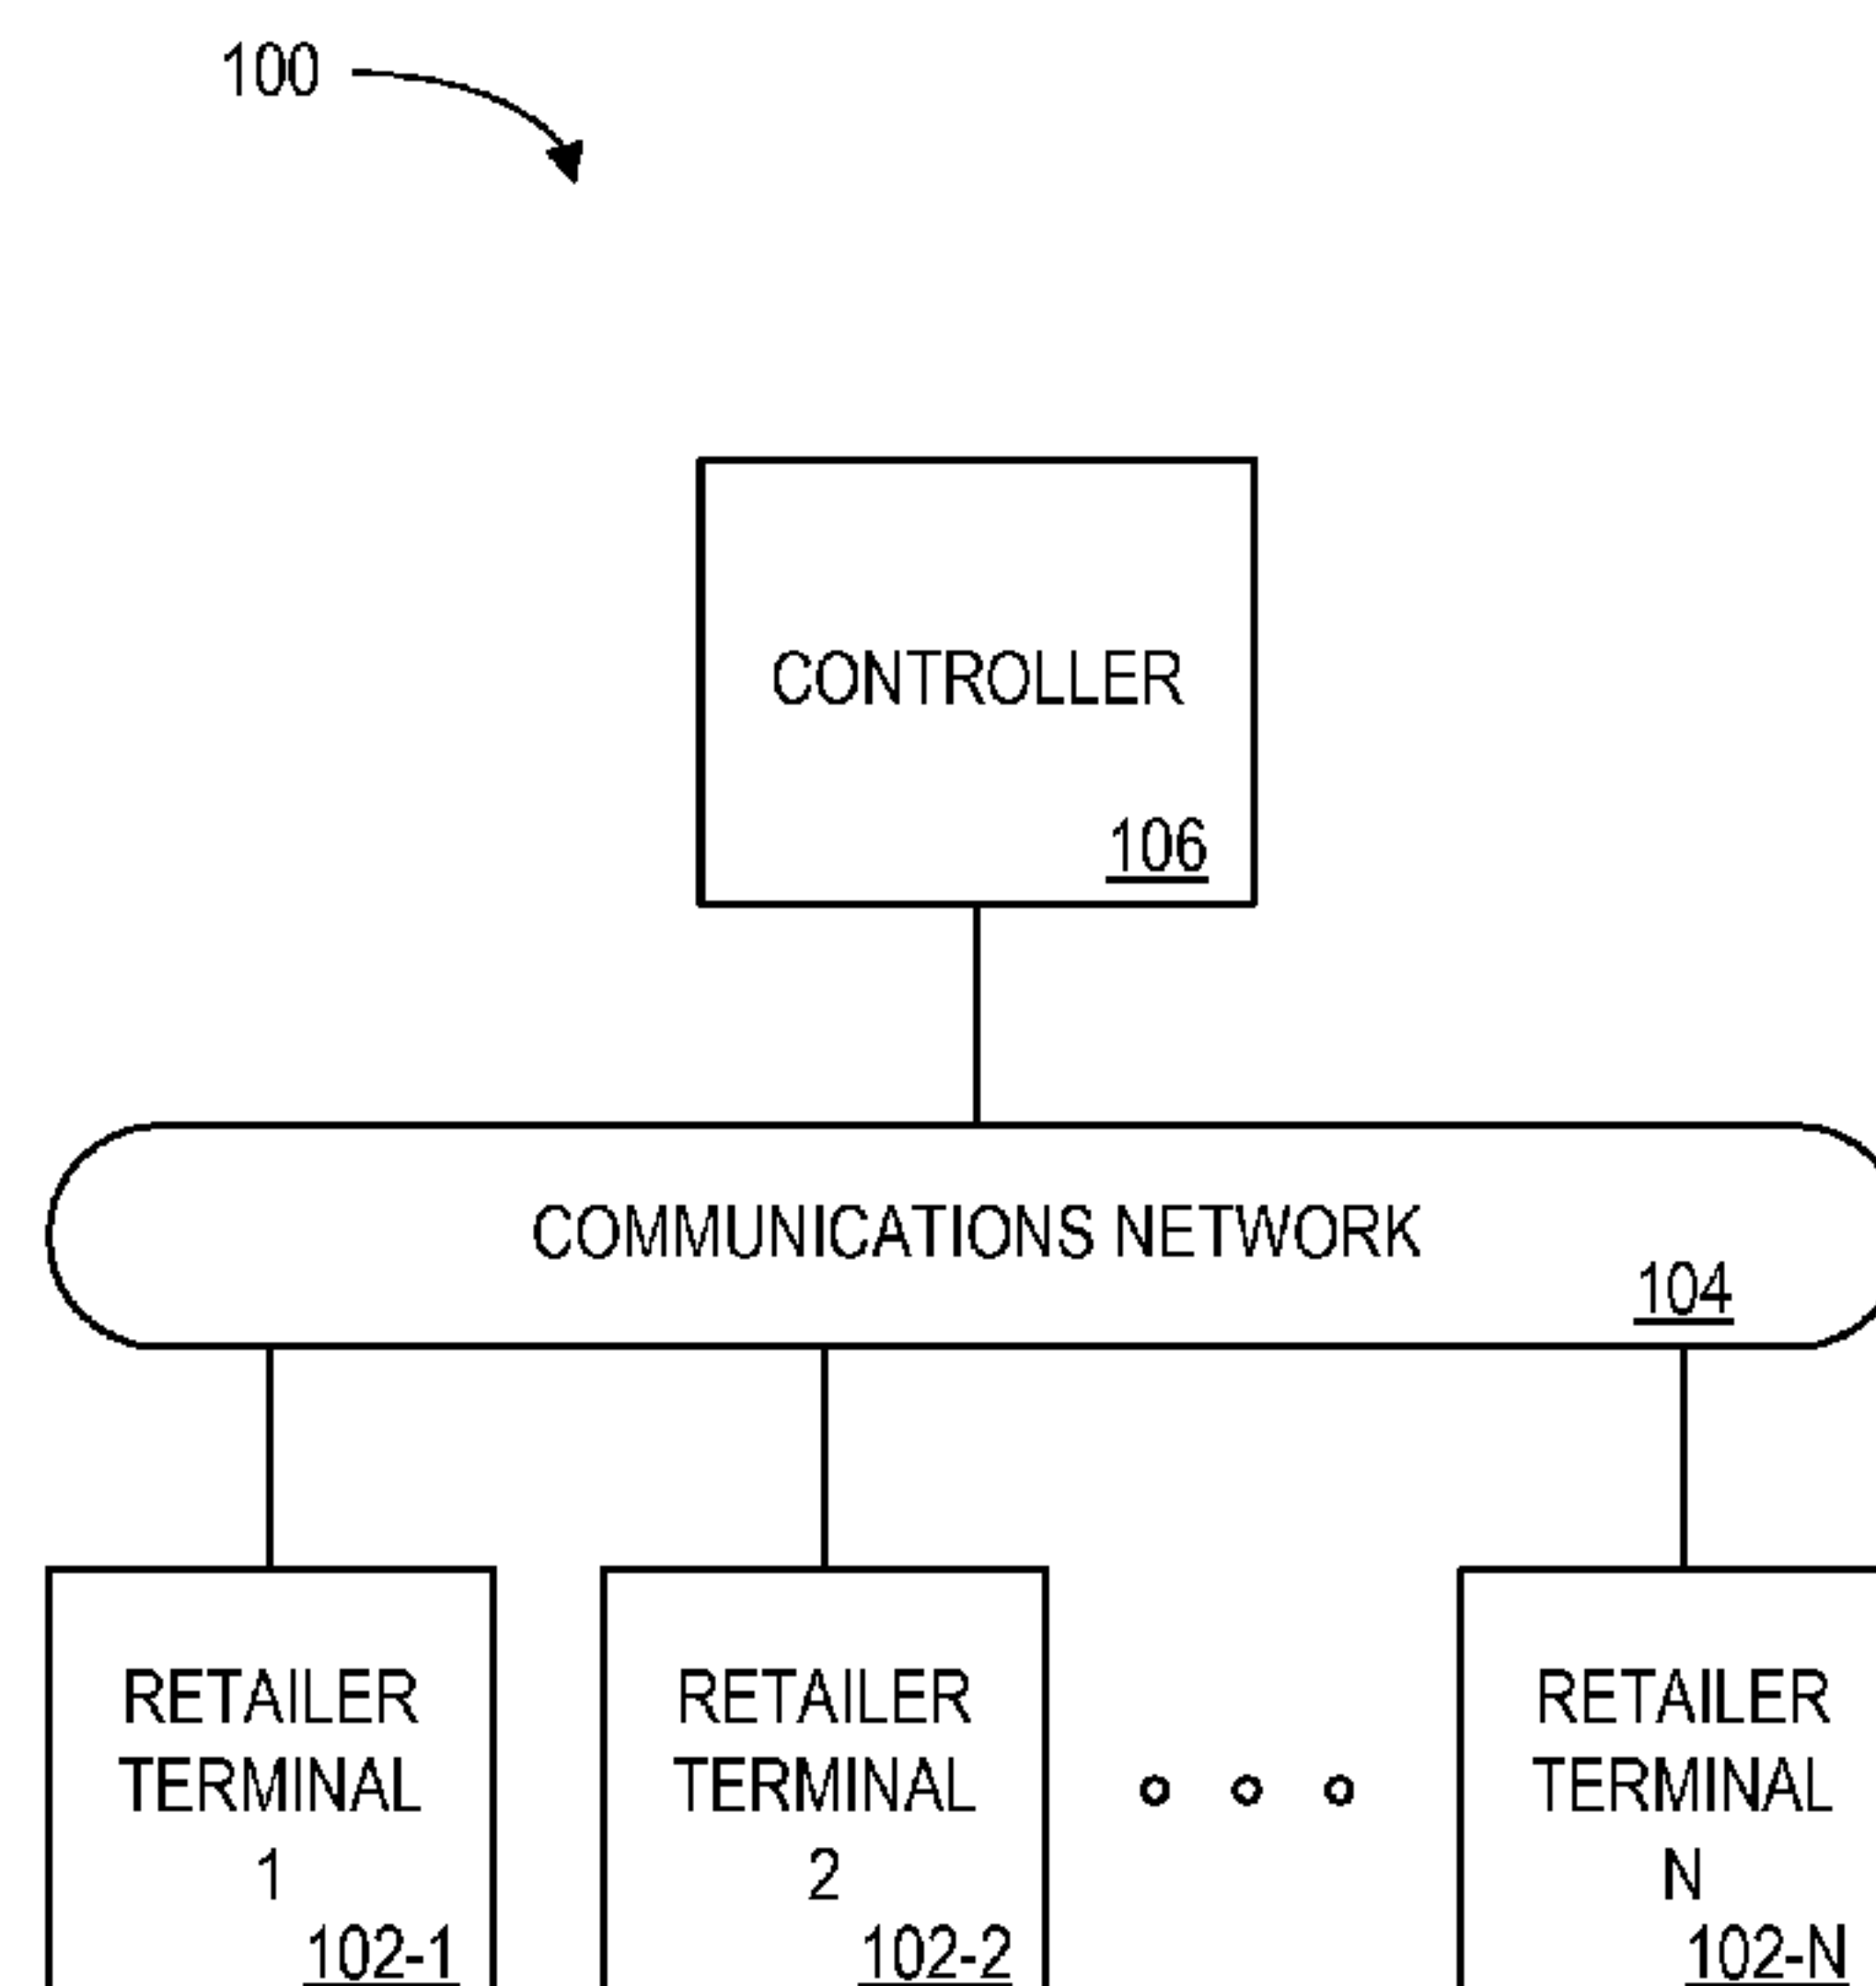 100
CONTROLLER
106
COMMUNICATIONS NETWORK
104
RETAILER
TERMINAL
1
102-1
RETAILER
TERMINAL
2
102-2
RETAILER
TERMINAL
N
102-N